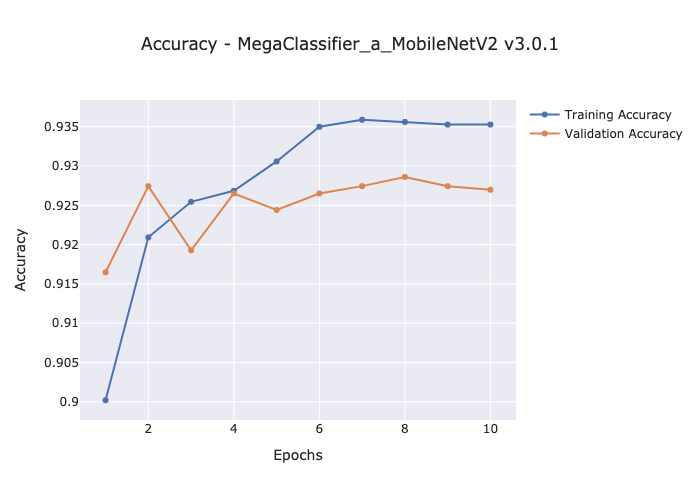 Accuracy - MegaClassifier_a_MobileNetV2 v3.0.1
Training Accuracy
Validation Accuracy
Accuracy
0.935
0.93
0.925
0.92
0.915
0.91
0.905
0.9
2
4
6
8
10
Epochs